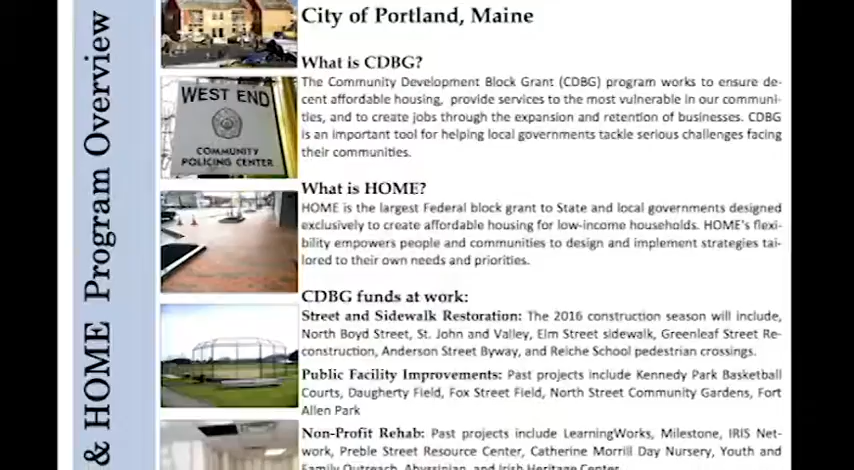 & HOME Program Overview
City of Portland, Maine
What is CDBG?
The Community Development Block Grant (CDBG) program works to ensure de-
cent affordable housing, provide services to the most vulnerable in our communi-
ties, and to create jobs through the expansion and retention of businesses. CDBG
is an important tool for helping local governments tackle serious challenges facing
their communities.
WEST END
COMMUNITY
POLICING CENTER
What is HOME?
HOME is the largest Federal block grant to State and local governments designed
exclusively to create affordable housing for low-income households. HOME's flexi-
bility empowers people and communities to design and implement strategies tai-
lored to their own needs and priorities.
CDBG funds at work:
Street and Sidewalk Restoration: The 2016 construction season will include,
North Boyd Street, St. John and Valley, Elm Street sidewalk, Greenleaf Street Re-
construction, Anderson Street Byway, and Reiche School pedestrian crossings.
Public Facility Improvements: Past projects include Kennedy Park Basketball
Courts, Daugherty Field, Fox Street Field, North Street Community Gardens, Fort
Allen Park
Non-Profit Rehab: Past projects include LearningWorks, Milestone, IRIS Net-
work, Preble Street Resource Center, Catherine Morrill Day Nursery, Youth and
Family Outreach, Abyssinian, and Irish Heritage Center